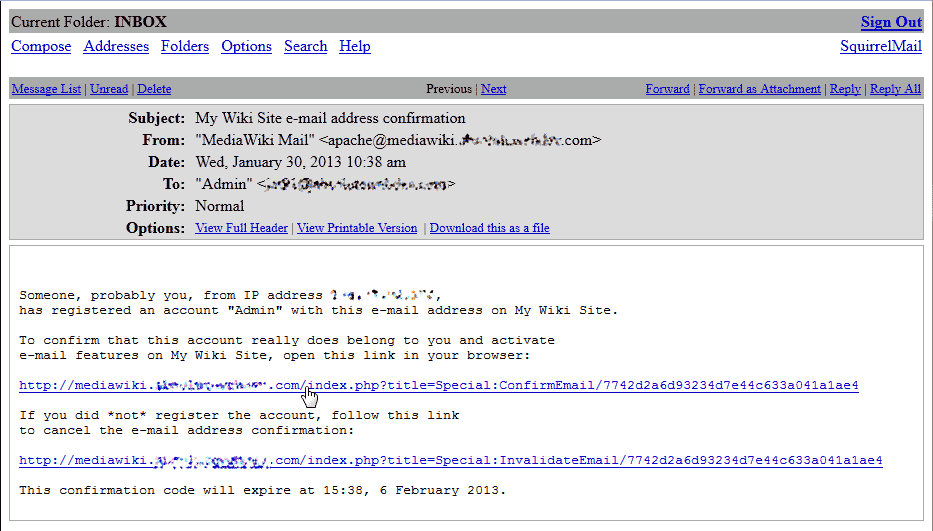 Current Folder: INBOX Sign Out
Compose Addresses Folders Options Search Help SquirrelMail
Message List | Unread | Delete Previous | Next Forward | Forward as Attachment | Reply | Reply All
Subject: My Wiki Site e-mail address confirmation
From: "MediaWiki Mail" <apache@mediawiki. .com>
Date: Wed, January 30, 2013 10:38 am
To: "Admin" < >
Priority: Normal
Options: View Full Header | View Printable Version | Download this as a file
Someone, probably you, from IP address ,
has registered an account "Admin" with this e-mail address on My Wiki Site.
To confirm that this account really does belong to you and activate
e-mail features on My Wiki Site, open this link in your browser:
http://mediawiki. .com/index.php?title=Special:ConfirmEmail/7742d2a6d93234d7e44c633a041a1ae4
If you did *not* register the account, follow this link
to cancel the e-mail address confirmation:
http://mediawiki. .com/index.php?title=Special:InvalidateEmail/7742d2a6d93234d7e44c633a041a1ae4
This confirmation code will expire at 15:38, 6 February 2013.